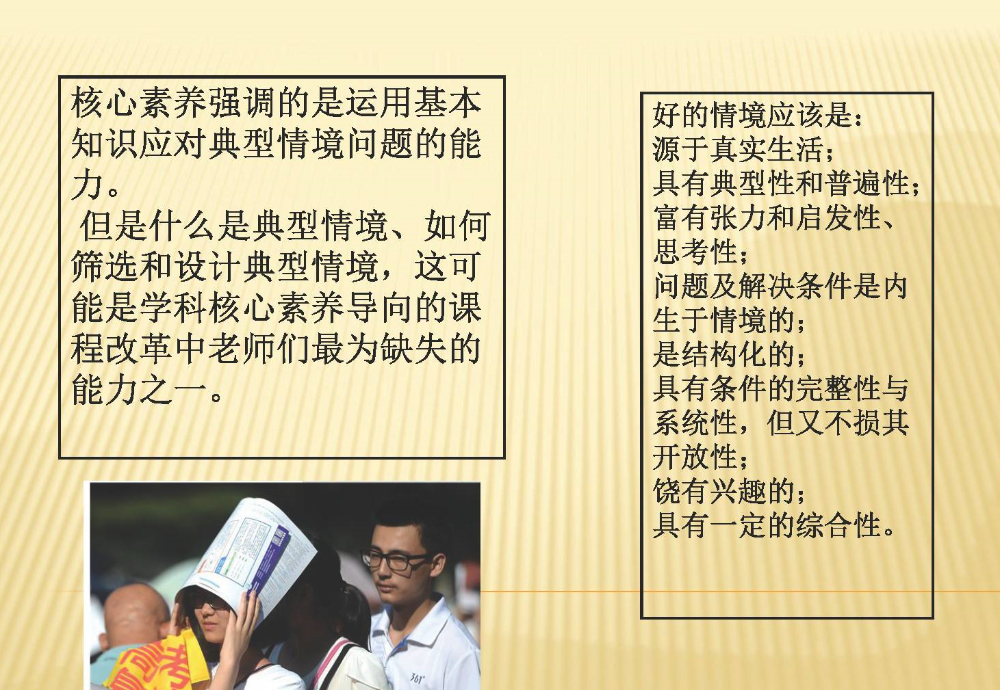 核心素养强调的是运用基本
知识应对典型情境问题的能
力。
但是什么是典型情境、如何
筛选和设计典型情境，这可
能是学科核心素养导向的课
程改革中老师们最为缺失的
能力之一。
好的情境应该是：
源于真实生活；
具有典型性和普遍性；
富有张力和启发性、
思考性；
问题及解决条件是内
生于情境的；
是结构化的；
具有条件的完整性与
系统性，但又不损其
开放性；
饶有兴趣的；
具有一定的综合性。
361°